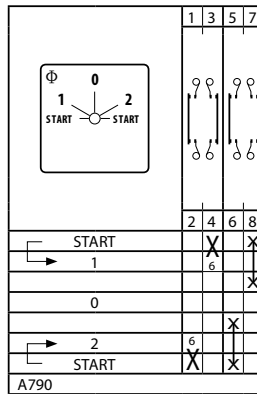 1 3 5 7
Φ 0
1 2
START START
2 4 6 8
START X X
1 6
X
0
X
6
2
START X X
A790